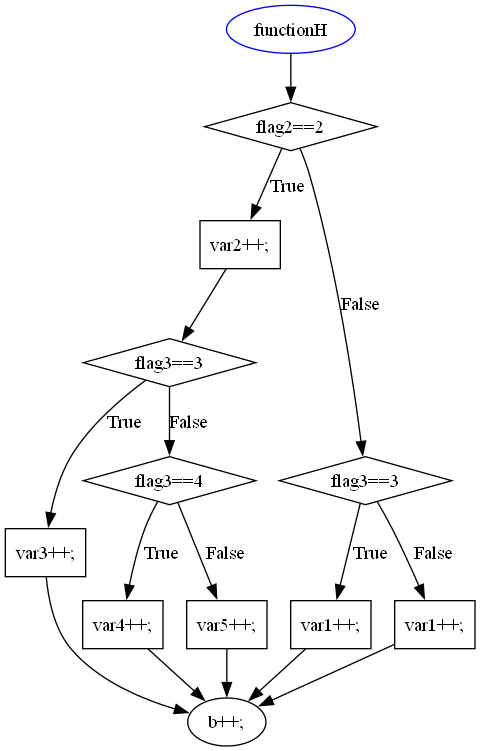 functionH
flag2==2
True
var2++;
False
flag3==3
True
False
flag3==4
flag3==3
var3++;
True
False
True
False
var4++;
var5++;
var1++;
var1++;
b++;